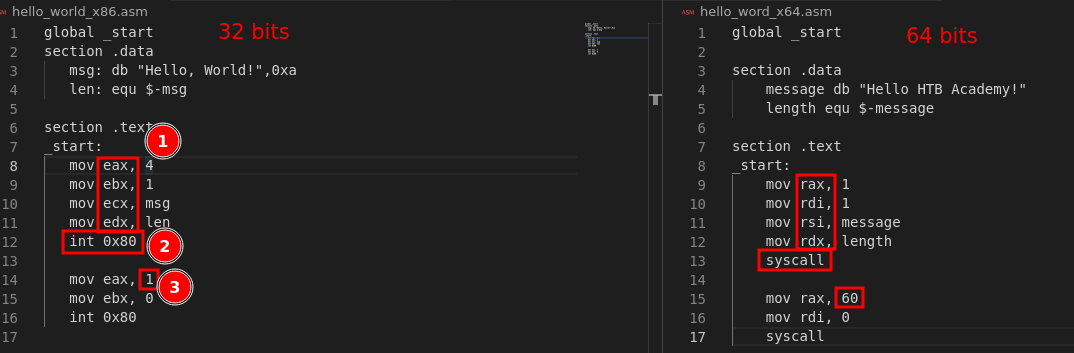 hello_world_x86.asm
32 bits
1 global _start
2 section .data
3 msg: db "Hello, World!",0xa
4 len: equ $-msg
5
6 section .text
7 _start:
1
8 mov eax, 4
9 mov ebx, 1
10 mov ecx, msg
11 mov edx, len
12 int 0x80
2
13
14 mov eax, 1
3
15 mov ebx, 0
16 int 0x80
17
ASM hello_world_x64.asm
64 bits
1 global _start
2
3 section .data
4 message db "Hello HTB Academy!"
5 length equ $-message
6
7 section .text
8 _start:
9 mov rax, 1
10 mov rdi, 1
11 mov rsi, message
12 mov rdx, length
13 syscall
14
15 mov rax, 60
16 mov rdi, 0
17 syscall